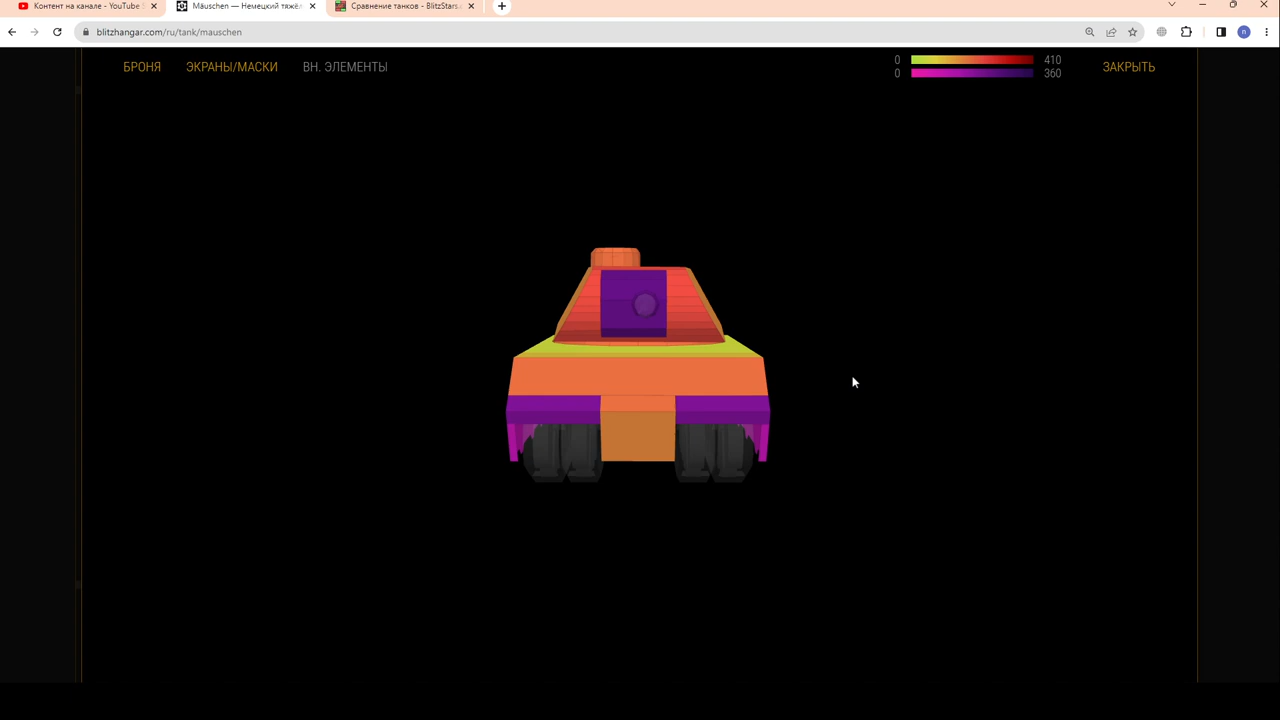 Контент на канале - YouTube S
Mäuschen — Немецкий тяжёл
Сравнение танков - BlitzStars.
blitzhangar.com/ru/tank/mauschen
n
БРОНЯ ЭКРАНЫ/МАСКИ ВН. ЭЛЕМЕНТЫ 0 410 ЗАКРЫТЬ
0 360